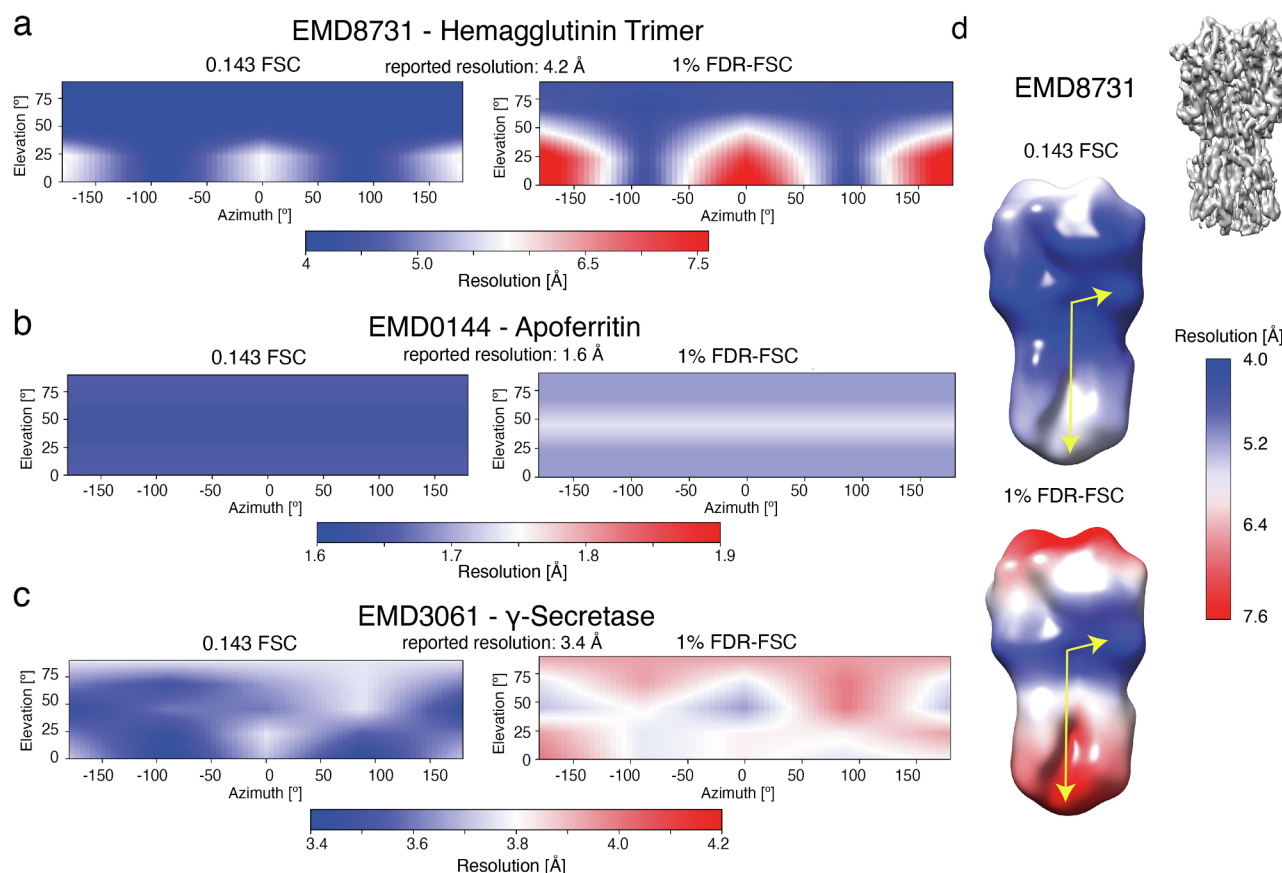 a
EMD8731 - Hemagglutinin Trimer
0.143 FSC
reported resolution: 4.2 Å
1% FDR-FSC
Elevation [º]
75
50
25
0
-150
-100
-50
0
50
100
150
Azimuth [º]
Elevation [º]
75
50
25
0
-150
-100
-50
0
50
100
150
Azimuth [º]
4
5.0
6.5
7.5
Resolution [Å]
b
EMD0144 - Apoferritin
0.143 FSC
reported resolution: 1.6 Å
1% FDR-FSC
Elevation [º]
75
50
25
0
-150
-100
-50
0
50
100
150
Azimuth [º]
Elevation [º]
75
50
25
0
-150
-100
-50
0
50
100
150
Azimuth [º]
1.6
1.7
1.8
1.9
Resolution [Å]
c
EMD3061 - γ-Secretase
0.143 FSC
reported resolution: 3.4 Å
1% FDR-FSC
Elevation [º]
75
50
25
0
-150
-100
-50
0
50
100
150
Azimuth [º]
Elevation [º]
75
50
25
0
-150
-100
-50
0
50
100
150
Azimuth [º]
3.4
3.6
3.8
4.0
4.2
Resolution [Å]
d
EMD8731
0.143 FSC
1% FDR-FSC
Resolution [Å]
4.0
5.2
6.4
7.6